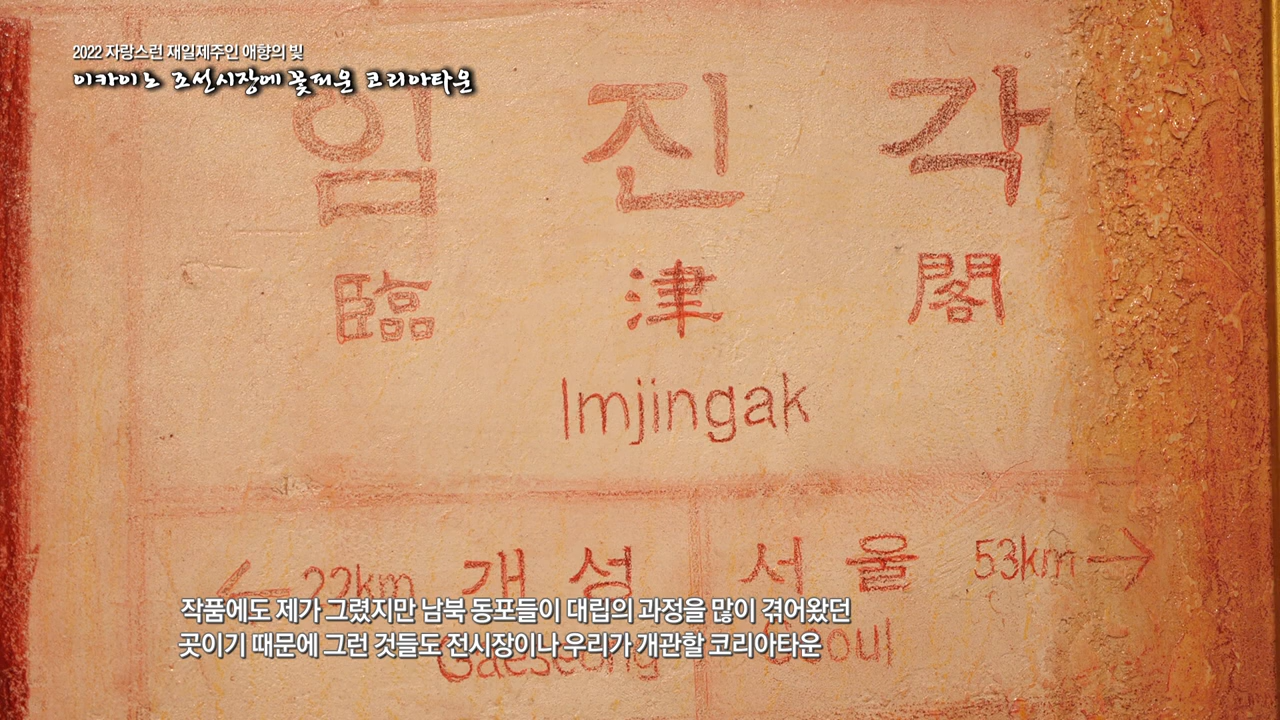 2022 자랑스런 재일제주인 애향의 빛
이카이노 조선시장에 꽃피운 코리아타운
임 진 각
臨 津 閣
Imjingak
←22km 개성 서울 53km→
Gaeseong Seoul
작품에도 제가 그렸지만 남북 동포들이 대립의 과정을 많이 겪어왔던
곳이기 때문에 그런 것들도 전시장이나 우리가 개관할 코리아타운